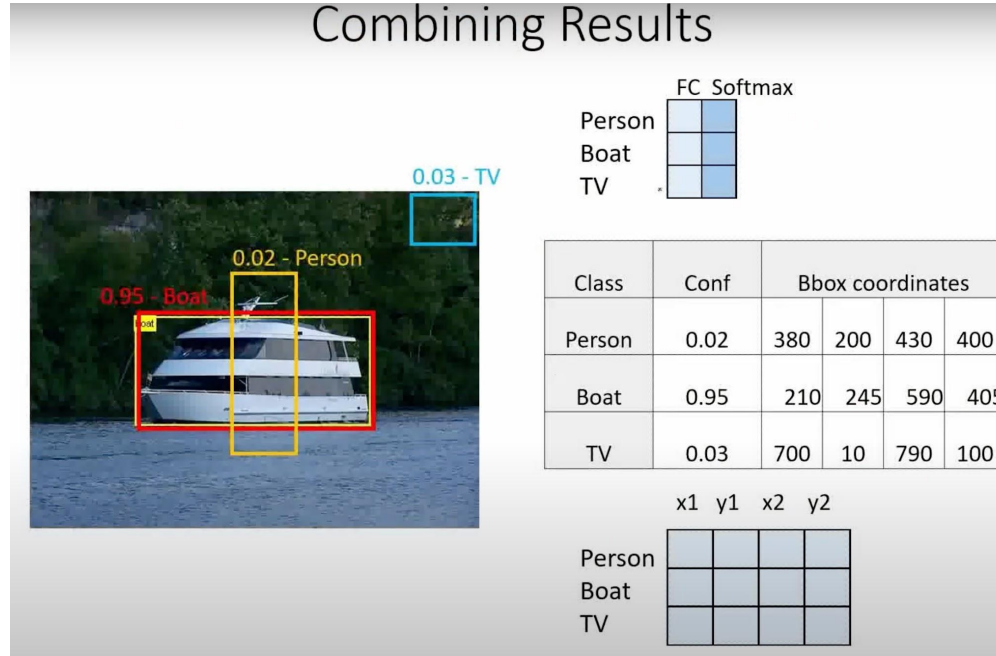 Combining Results
FC Softmax
Person
Boat
TV
0.03 - TV
0.02 - Person
0.95 - Boat
Boat
Class Conf Bbox coordinates
Person 0.02 380 200 430 400
Boat 0.95 210 245 590 405
TV 0.03 700 10 790 100
x1 y1 x2 y2
Person
Boat
TV